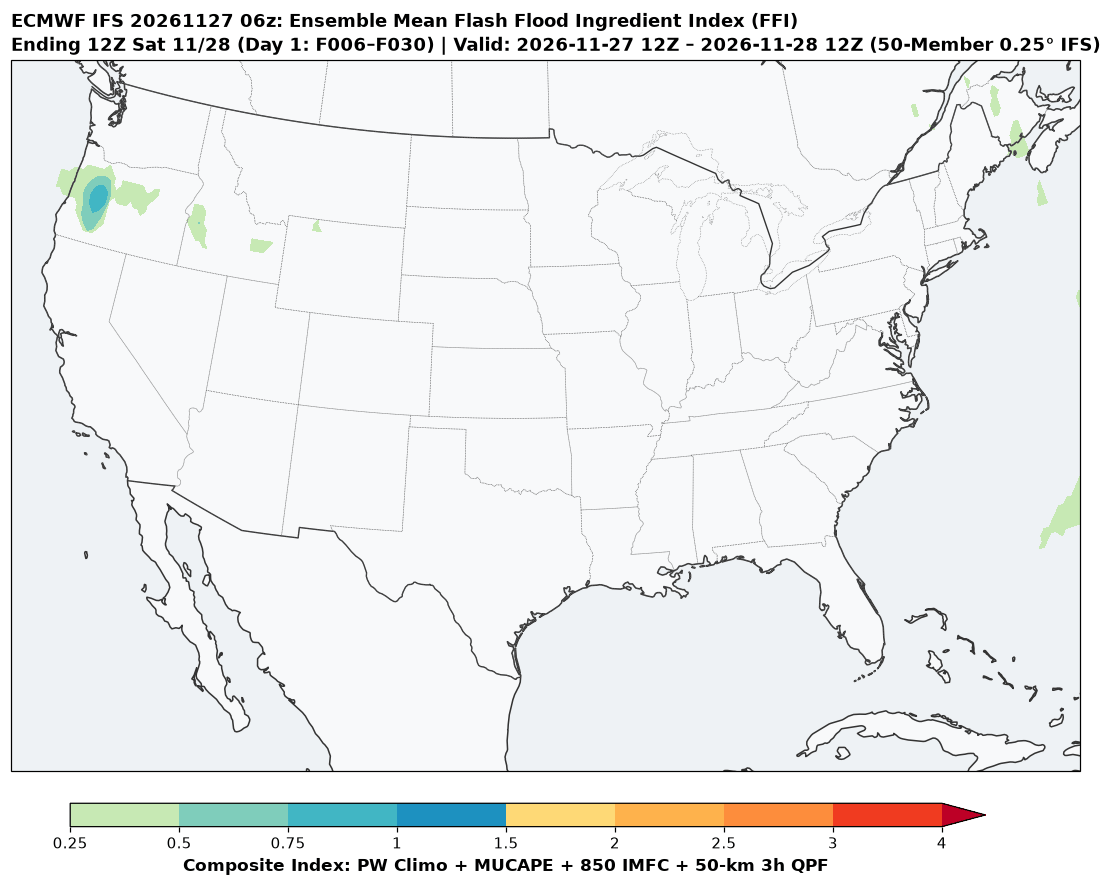 ECMWF IFS 20261127 06z: Ensemble Mean Flash Flood Ingredient Index (FFI)
Ending 12Z Sat 11/28 (Day 1: F006–F030) | Valid: 2026-11-27 12Z – 2026-11-28 12Z (50-Member 0.25° IFS)
0.25 0.5 0.75 1 1.5 2 2.5 3 4
Composite Index: PW Climo + MUCAPE + 850 IMFC + 50-km 3h QPF